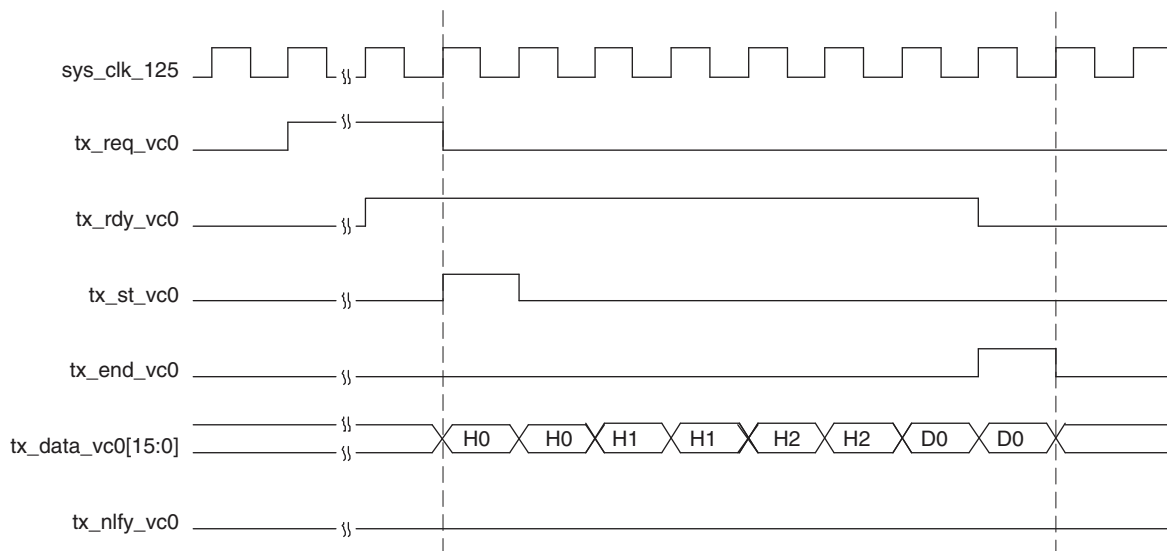 sys_clk_125
tx_req_vc0
tx_rdy_vc0
tx_st_vc0
tx_end_vc0
tx_data_vc0[15:0] H0 H0 H1 H1 H2 H2 D0 D0
tx_nlfy_vc0